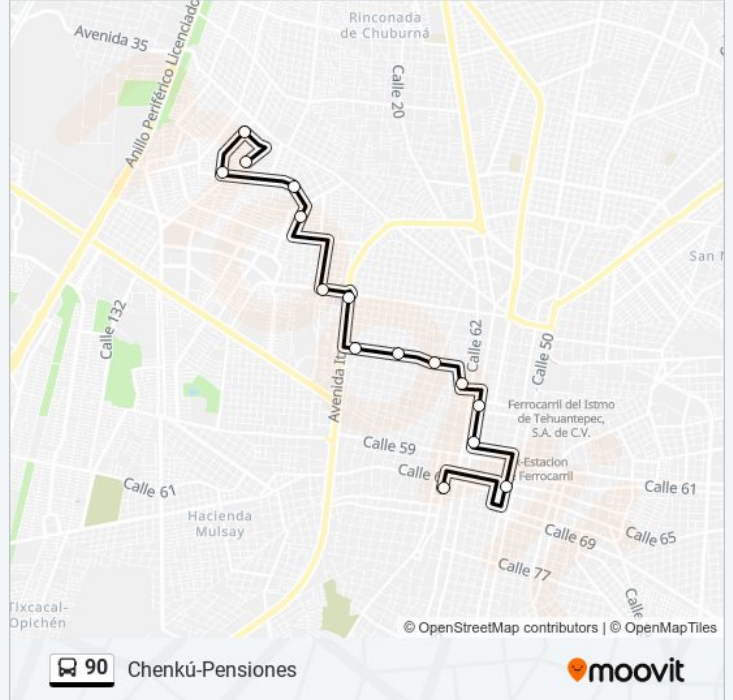 Rinconada
de Chuburná
Avenida 35
Anillo Periférico Licenciado
Calle 20
San
Calle 132
Calle 62
Calle 50
Avenida
Ferrocarril del Istmo
de Tehuantepec,
S.A. de C.V.
Calle 59
-Estacion
Ferrocarril
Calle
Calle 61
Calle 61
Hacienda
Mulsay
Calle 69
Calle 65
Calle 77
Calle
Tixcacal-
Opichén
© OpenStreetMap contributors | © OpenMapTiles
90 Chenkú-Pensiones
moovit